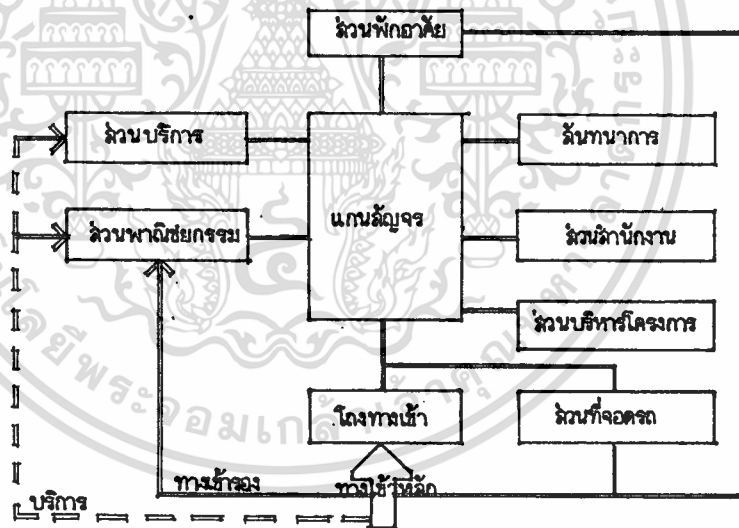 ส่วนพักอาศัย
ส่วนบริการ
สันทนาการ
แกนสัญจร
ส่วนพาณิชยกรรม
ส่วนสำนักงาน
ส่วนบริหารโครงการ
โถงทางเข้า
ส่วนที่จอดรถ
ทางเข้ารอง
ทางเข้าหลัก
บริการ